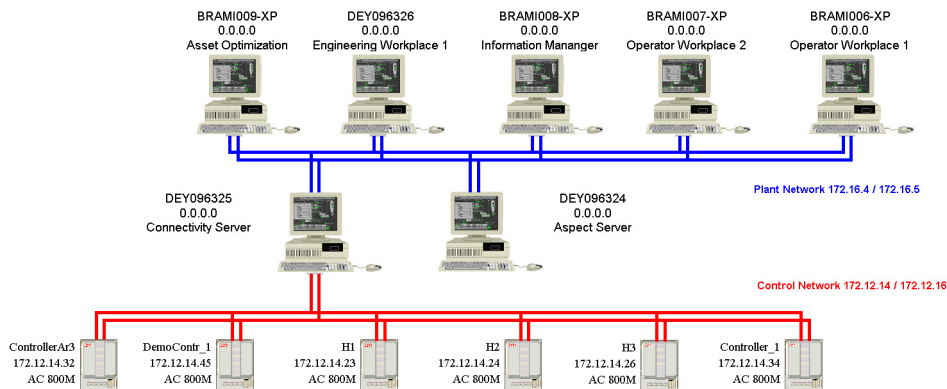 BRAMI009-XP
0.0.0.0
Asset Optimization
DEY096326
0.0.0.0
Engineering Workplace 1
BRAMI008-XP
0.0.0.0
Information Mananger
BRAMI007-XP
0.0.0.0
Operator Workplace 2
BRAMI006-XP
0.0.0.0
Operator Workplace 1
Plant Network 172.16.4 / 172.16.5
DEY096325
0.0.0.0
Connectivity Server
DEY096324
0.0.0.0
Aspect Server
Control Network 172.12.14 / 172.12.16
ControllerAr3
172.12.14.32
AC 800M
DemoContr_1
172.12.14.45
AC 800M
H1
172.12.14.23
AC 800M
H2
172.12.14.24
AC 800M
H3
172.12.14.26
AC 800M
Controller_1
172.12.14.34
AC 800M